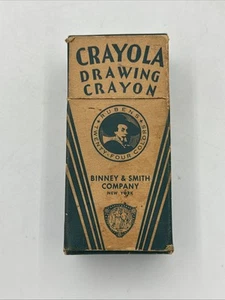 CRAYOLA
DRAWING
CRAYON
RUBENS
TWENTY-FOUR COLORS
BINNEY & SMITH
COMPANY
NEW YORK